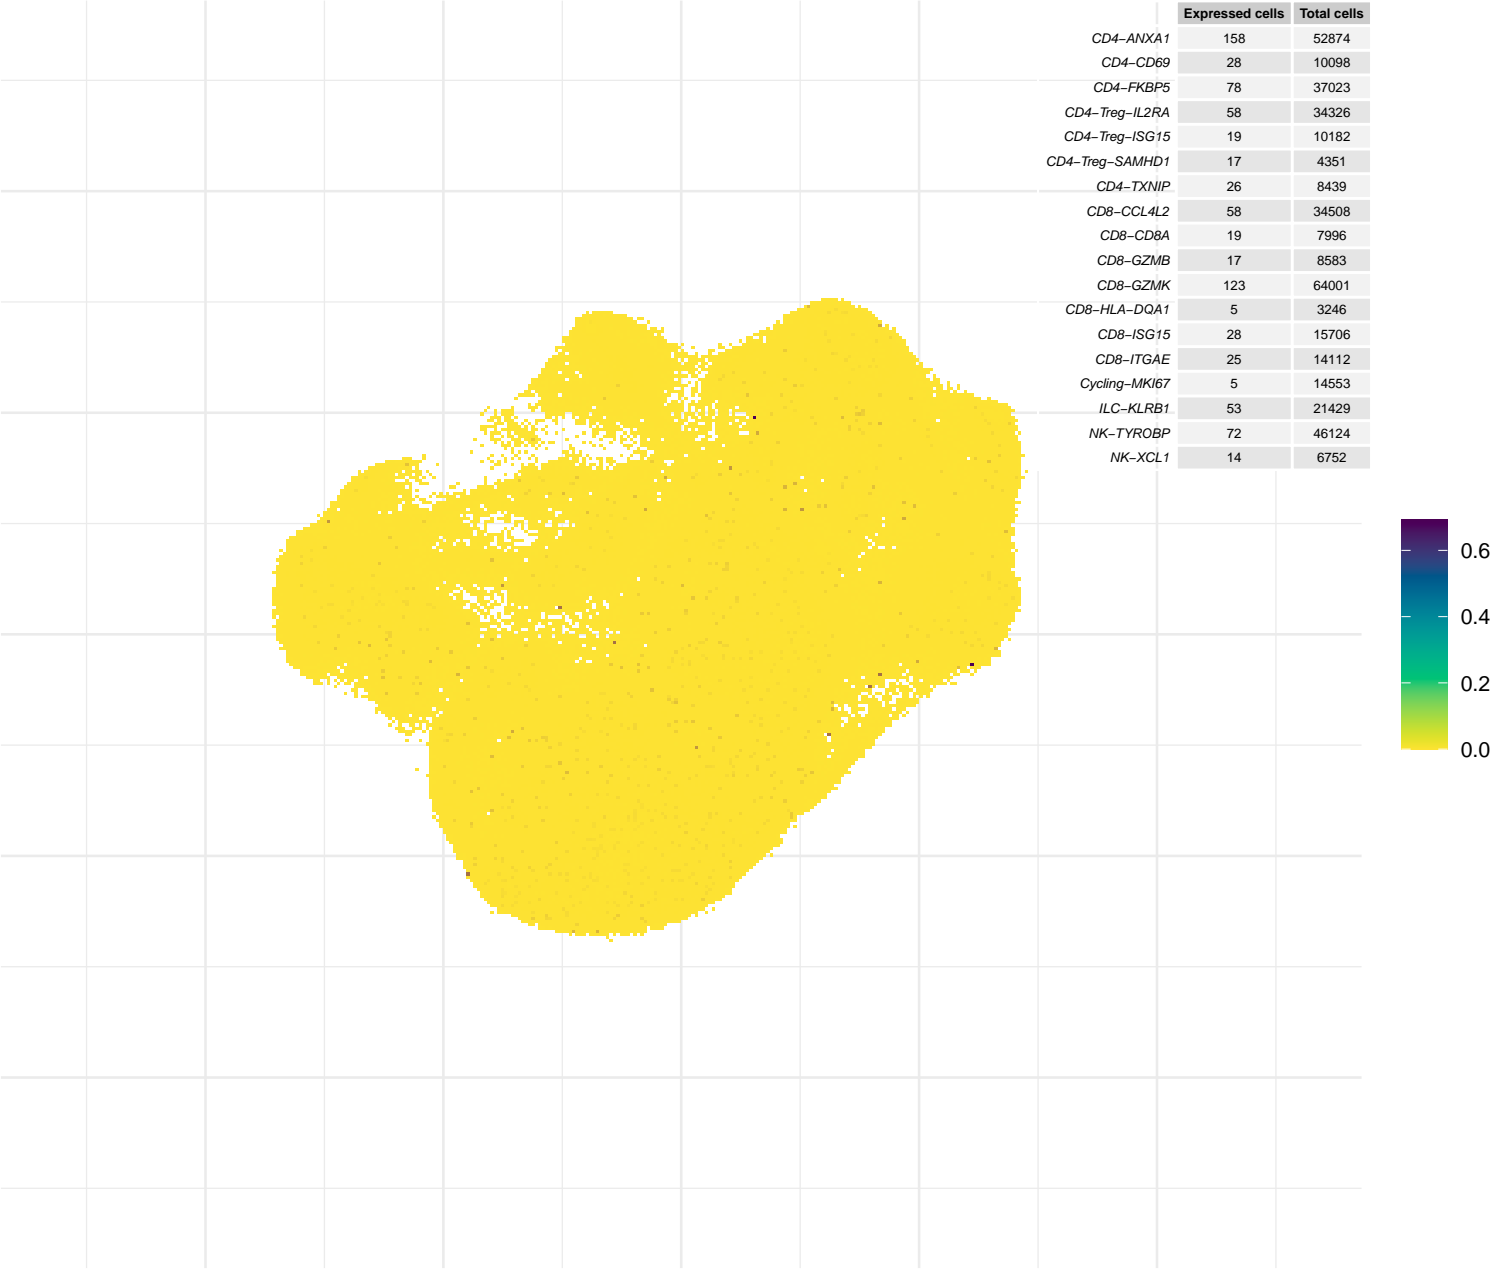 Expressed cells Total cells
CD4−ANXA1 158 52874
CD4−CD69 28 10098
CD4−FKBP5 78 37023
CD4−Treg−IL2RA 58 34326
CD4−Treg−ISG15 19 10182
CD4−Treg−SAMHD1 17 4351
CD4−TXNIP 26 8439
CD8−CCL4L2 58 34508
CD8−CD8A 19 7996
CD8−GZMB 17 8583
CD8−GZMK 123 64001
CD8−HLA−DQA1 5 3246
CD8−ISG15 28 15706
CD8−ITGAE 25 14112
Cycling−MKI67 5 14553
ILC−KLRB1 53 21429
NK−TYROBP 72 46124
NK−XCL1 14 6752
0.6
0.4
0.2
0.0